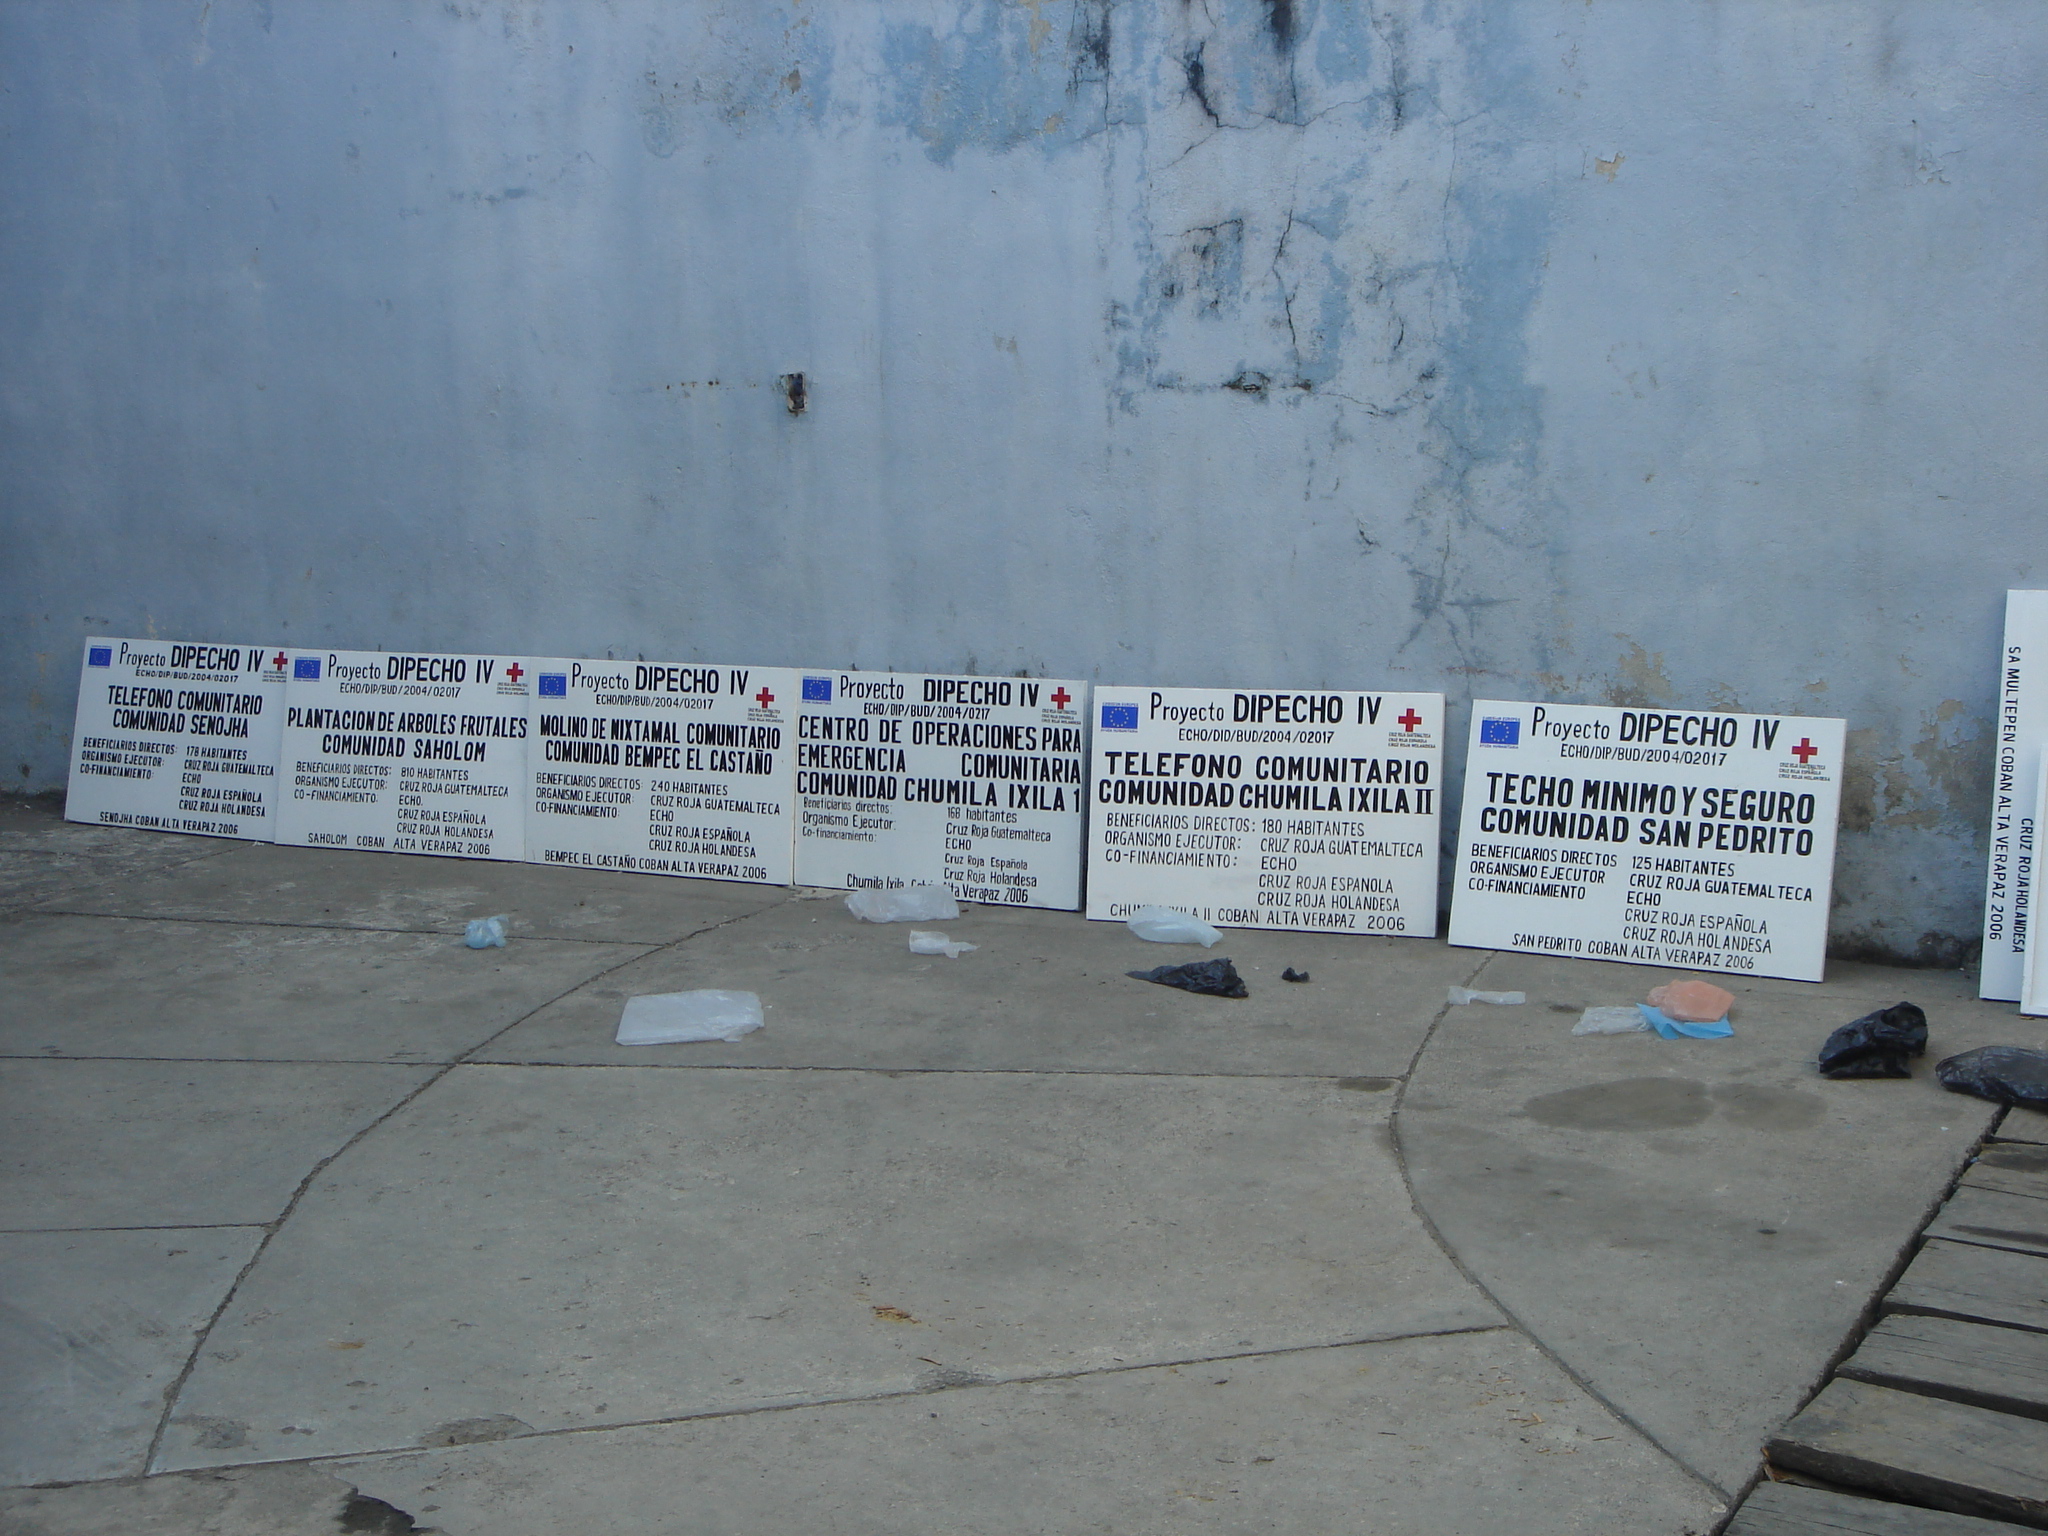 Proyecto DIPECHO IV
ECHO/DIP/BUD/2004/02017
TELEFONO COMUNITARIO
COMUNIDAD SENOJHA
BENEFICIARIOS DIRECTOS: 178 HABITANTES
ORGANISMO EJECUTOR: CRUZ ROJA GUATEMALTECA
CO-FINANCIAMIENTO: ECHO
CRUZ ROJA ESPAÑOLA
CRUZ ROJA HOLANDESA
SENOJHA COBAN ALTA VERAPAZ 2006
Proyecto DIPECHO IV
ECHO/DIP/BUD/2004/02017
PLANTACION DE ARBOLES FRUTALES
COMUNIDAD SAHOLOM
BENEFICIARIOS DIRECTOS: 810 HABITANTES
ORGANISMO EJECUTOR: CRUZ ROJA GUATEMALTECA
CO-FINANCIAMIENTO: ECHO.
CRUZ ROJA ESPAÑOLA
CRUZ ROJA HOLANDESA
SAHOLOM COBAN ALTA VERAPAZ 2006
Proyecto DIPECHO IV
ECHO/DIP/BUD/2004/02017
MOLINO DE NIXTAMAL COMUNITARIO
COMUNIDAD BEMPEC EL CASTAÑO
BENEFICIARIOS DIRECTOS: 240 HABITANTES
ORGANISMO EJECUTOR: CRUZ ROJA GUATEMALTECA
CO-FINANCIAMIENTO: ECHO
CRUZ ROJA ESPAÑOLA
CRUZ ROJA HOLANDESA
BEMPEC EL CASTAÑO COBAN ALTA VERAPAZ 2006
Proyecto DIPECHO IV
ECHO/DIP/BUD/2004/0217
CENTRO DE OPERACIONES PARA
EMERGENCIA COMUNITARIA
COMUNIDAD CHUMILA IXILA 1
Beneficiarios directos: 168 habitantes
Organismo Ejecutor: Cruz Roja Guatemalteca
Co-financiamiento: ECHO
Cruz Roja Española
Cruz Roja Holandesa
Chumila Ixila Verapaz 2006
Proyecto DIPECHO IV
ECHO/DID/BUD/2004/02017
TELEFONO COMUNITARIO
COMUNIDAD CHUMILA IXILA II
BENEFICIARIOS DIRECTOS: 180 HABITANTES
ORGANISMO EJECUTOR: CRUZ ROJA GUATEMALTECA
CO-FINANCIAMIENTO: ECHO
CRUZ ROJA ESPAÑOLA
CRUZ ROJA HOLANDESA
II COBAN ALTA VERAPAZ 2006
Proyecto DIPECHO IV
ECHO/DIP/BUD/2004/02017
TECHO MINIMO Y SEGURO
COMUNIDAD SAN PEDRITO
BENEFICIARIOS DIRECTOS 125 HABITANTES
ORGANISMO EJECUTOR CRUZ ROJA GUATEMALTECA
CO-FINANCIAMIENTO ECHO
CRUZ ROJA ESPAÑOLA
CRUZ ROJA HOLANDESA
SAN PEDRITO COBAN ALTA VERAPAZ 2006
CRUZ ROJA HOLANDESA
SA MUL TEPEN COBAN ALTA VERAPAZ 2006